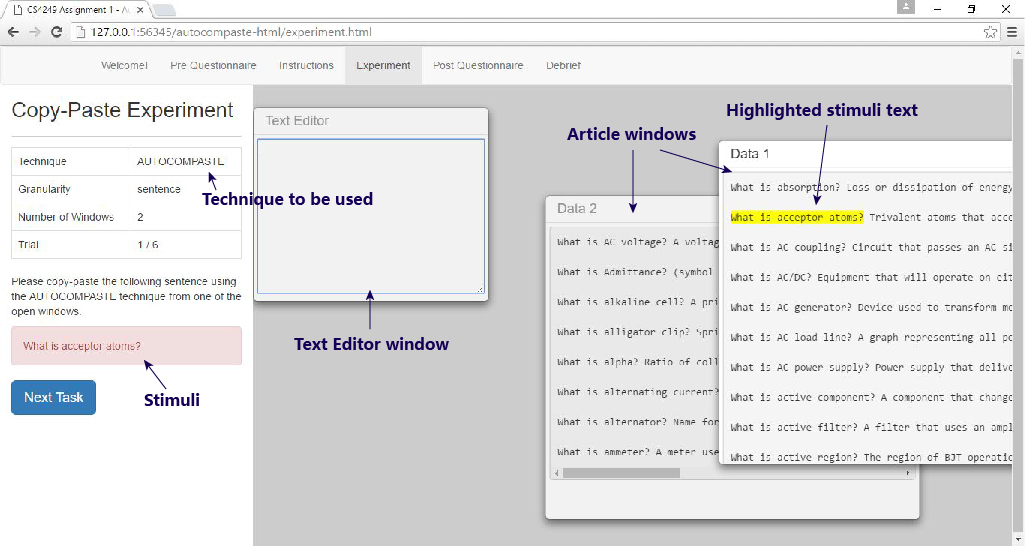 CS4249 Assignment 1 - Au
127.0.0.1:56345/autocompaste-html/experiment.html
Welcome! Pre Questionnaire Instructions Experiment Post Questionnaire Debrief
Copy-Paste Experiment
Technique AUTOCOMPASTE
Granularity sentence
Number of Windows 2
Trial 1 / 6
Technique to be used
Please copy-paste the following sentence using
the AUTOCOMPASTE technique from one of the
open windows.
What is acceptor atoms?
Stimuli
Next Task
Text Editor
Text Editor window
Article windows
Highlighted stimuli text
Data 2
What is AC voltage? A voltag
What is Admittance? (symbol
What is alkaline cell? A pri
What is alligator clip? Spri
What is alpha? Ratio of coll
What is alternating current?
What is alternator? Name for
What is ammeter? A meter use
Data 1
What is absorption? Loss or dissipation of energy
What is acceptor atoms? Trivalent atoms that acce
What is AC coupling? Circuit that passes an AC si
What is AC/DC? Equipment that will operate on eit
What is AC generator? Device used to transform me
What is AC load line? A graph representing all po
What is AC power supply? Power supply that delive
What is active component? A component that change
What is active filter? A filter that uses an ampl
What is active region? The region of BJT operatio